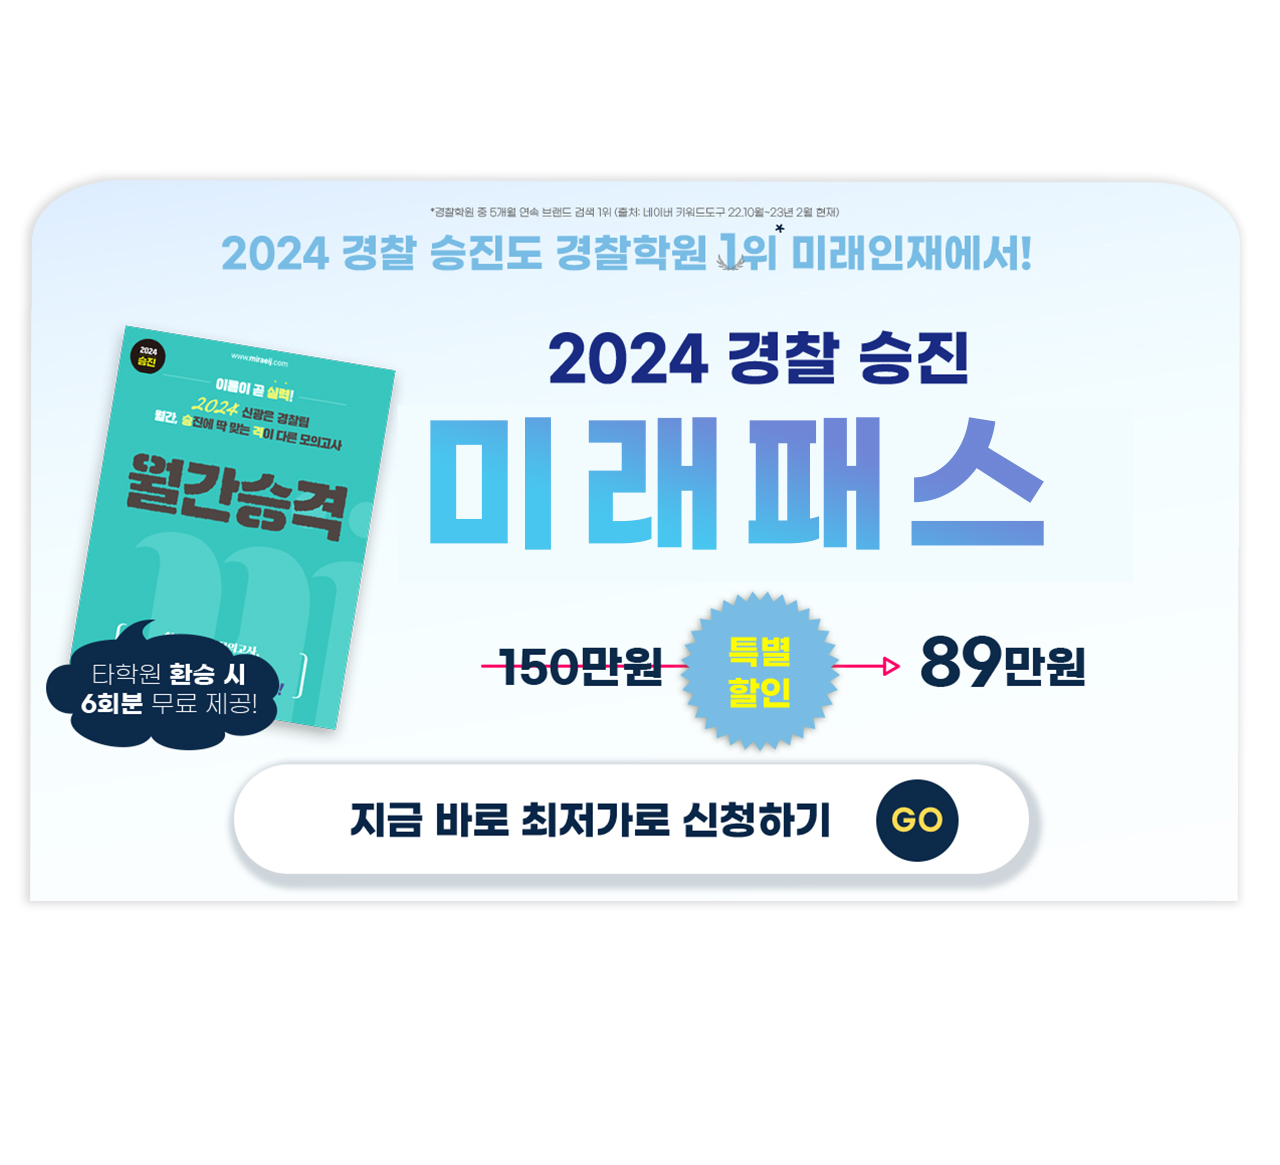 *경찰학원 중 5개월 연속 브랜드 검색 1위 (출처: 네이버 키워드도구 22.10월~23년 2월 현재)
2024 경찰 승진도 경찰학원 1위* 미래인재에서!
2024 경찰 승진
미래패스
2024
승진
www.miraeij.com
이톨이 곧 실력!
2024 신광은 경찰팀
월간, 승진에 딱 맞는 격이 다른 모의고사
월간승격
타학원 환승 시
6회분 무료 제공!
150만원
특별
할인
89만원
지금 바로 최저가로 신청하기
GO